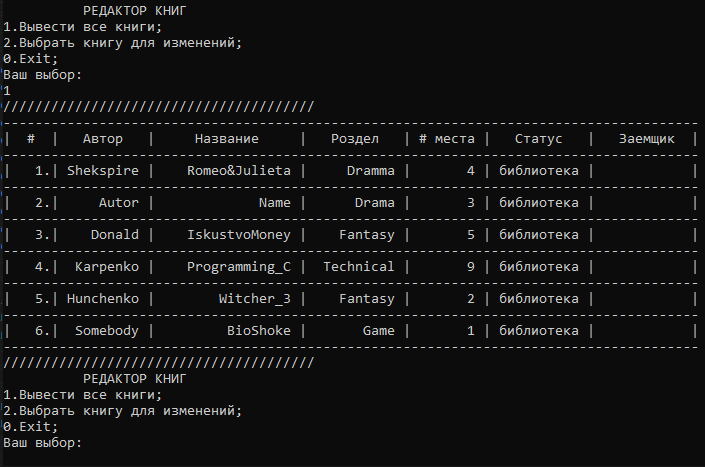 РЕДАКТОР КНИГ
1.Вывести все книги;
2.Выбрать книгу для изменений;
0.Exit;
Ваш выбор:
1
///////////////////////////////////////
---------------------------------------------------------------------------------------
|  #  |   Автор   |     Название     |   Роздел   | # места |   Статус   |   Заемщик  |
---------------------------------------------------------------------------------------
|   1.| Shekspire |    Romeo&Julieta |      Dramma |       4 | библиотека |            |
---------------------------------------------------------------------------------------
|   2.|     Autor |             Name |      Drama |       3 | библиотека |            |
---------------------------------------------------------------------------------------
|   3.|    Donald |    IskustvoMoney |    Fantasy |       5 | библиотека |            |
---------------------------------------------------------------------------------------
|   4.|  Karpenko |    Programming_C |  Technical |       9 | библиотека |            |
---------------------------------------------------------------------------------------
|   5.| Hunchenko |        Witcher_3 |    Fantasy |       2 | библиотека |            |
---------------------------------------------------------------------------------------
|   6.|  Somebody |         BioShoke |       Game |       1 | библиотека |            |
---------------------------------------------------------------------------------------
///////////////////////////////////////
РЕДАКТОР КНИГ
1.Вывести все книги;
2.Выбрать книгу для изменений;
0.Exit;
Ваш выбор: